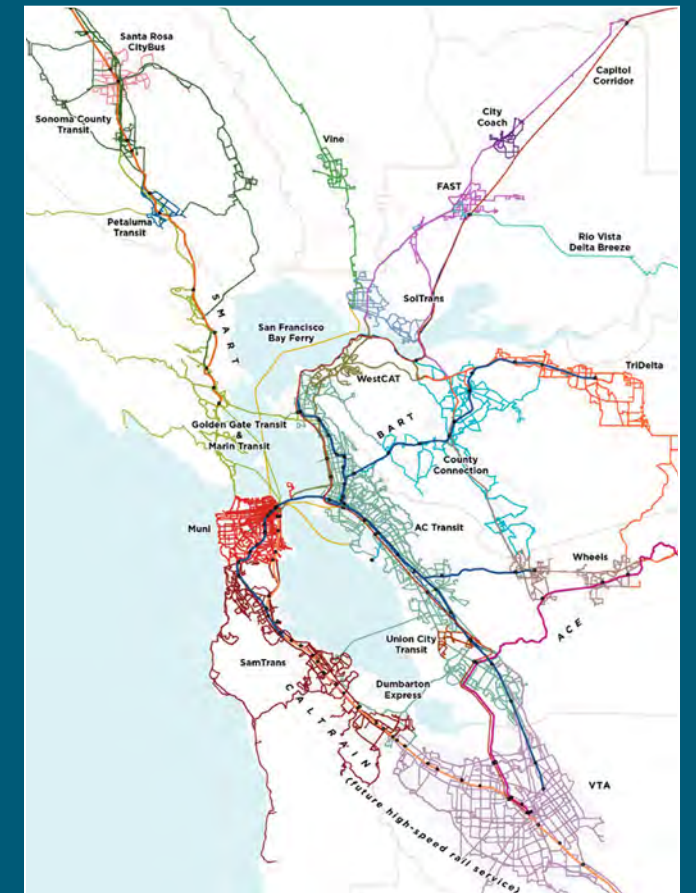 Santa Rosa
CityBus
Capitol
Corridor
Sonoma County
Transit
City
Coach
Vine
FAST
Petaluma
Transit
Rio Vista
Delta Breeze
SMART
San Francisco
Bay Ferry
SolTrans
WestCAT
TriDelta
BART
Golden Gate Transit
&
Marin Transit
County
Connection
Muni
AC Transit
Wheels
ACE
Union City
Transit
SamTrans
Dumbarton
Express
CALTRAIN
(future high-speed rail service)
VTA